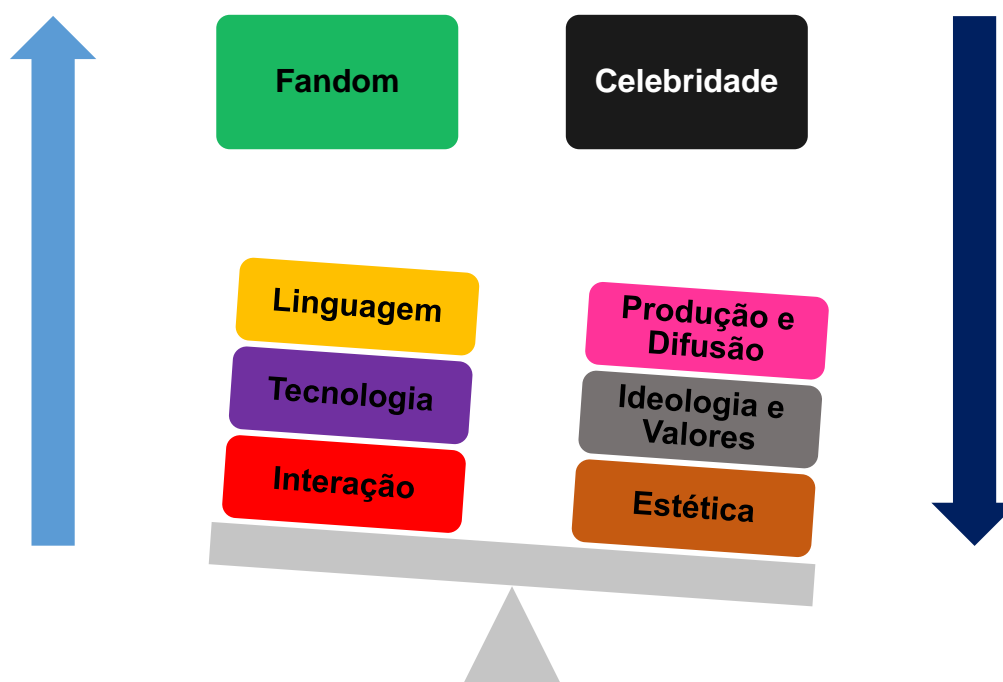 Fandom
Celebridade
Linguagem
Tecnologia
Interação
Produção e
Difusão
Ideologia e
Valores
Estética